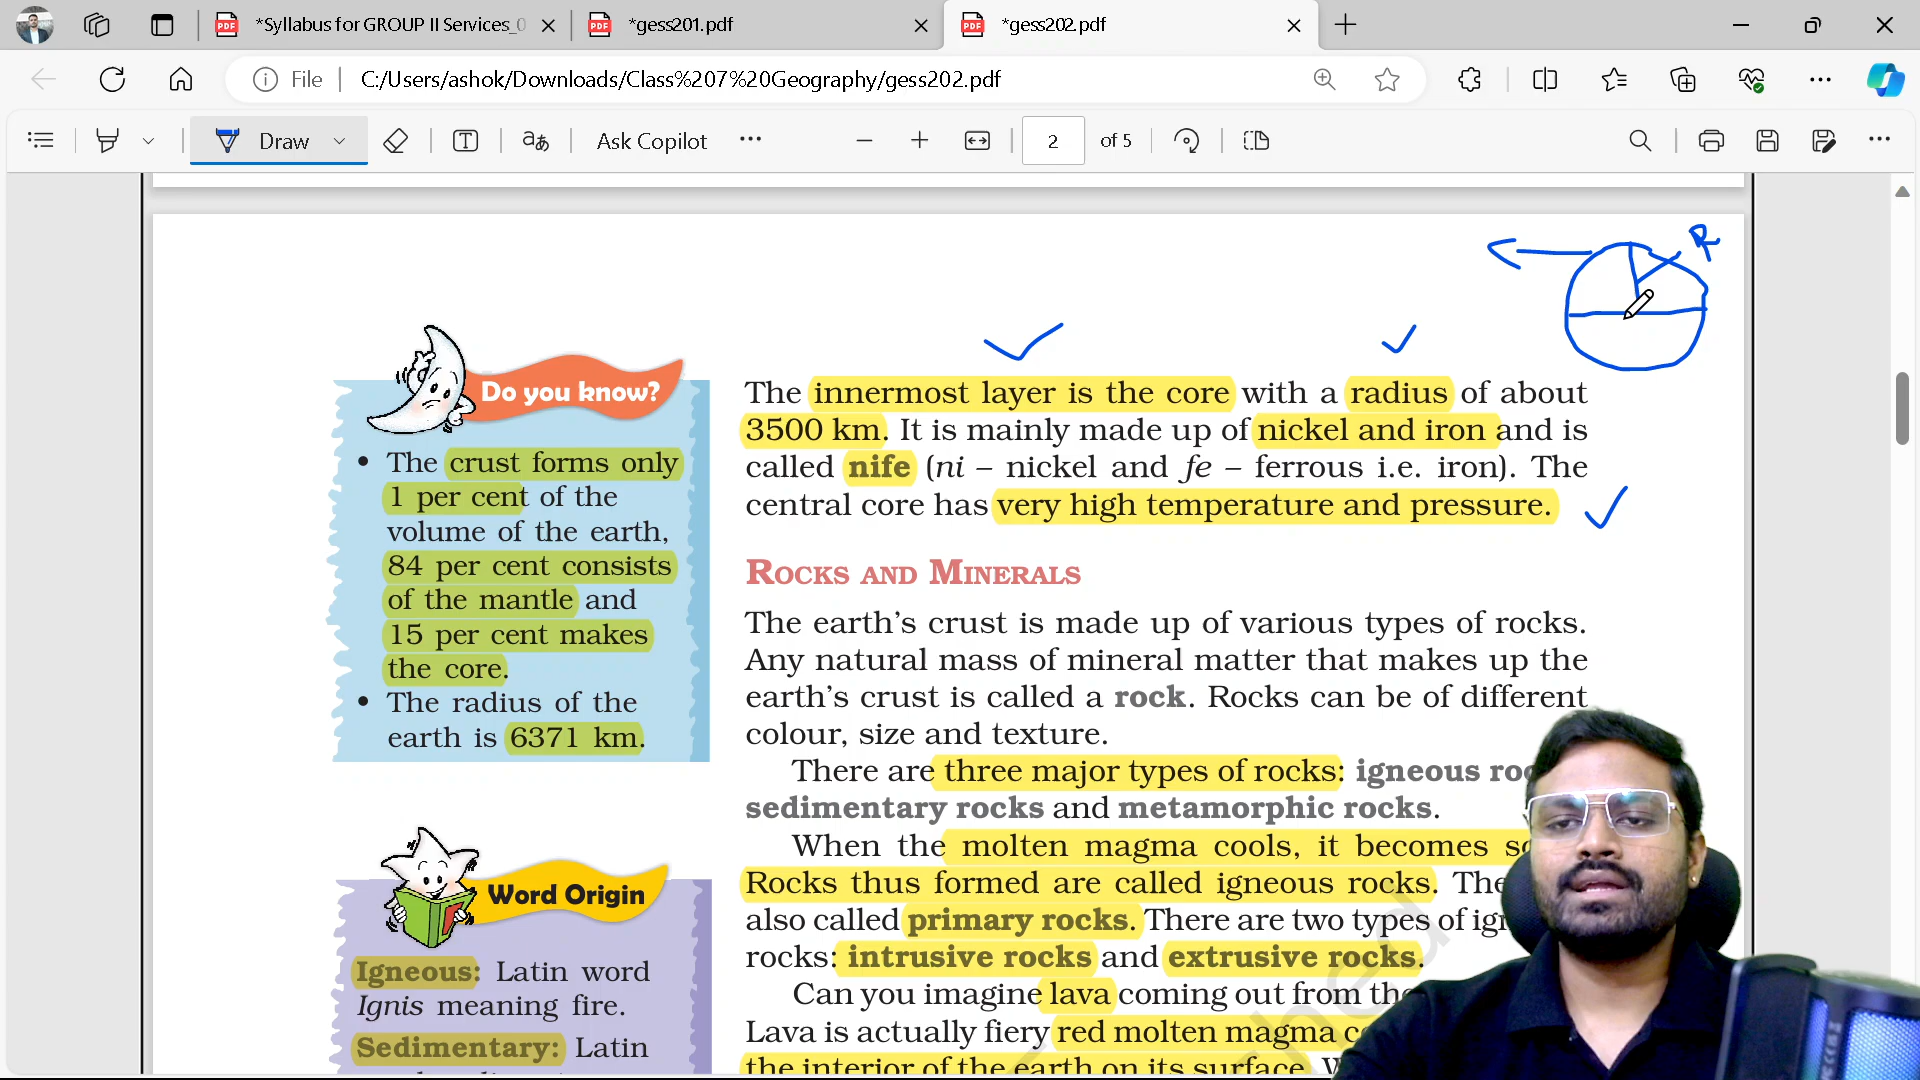 *Syllabus for GROUP II Services_0
*gess201.pdf
*gess202.pdf
File
C:/Users/ashok/Downloads/Class%207%20Geography/gess202.pdf
Draw
Ask Copilot
2 of 5
R
Do you know?
• The crust forms only
1 per cent of the
volume of the earth,
84 per cent consists
of the mantle and
15 per cent makes
the core.
• The radius of the
earth is 6371 km.
Word Origin
Igneous: Latin word
Ignis meaning fire.
Sedimentary: Latin
The innermost layer is the core with a radius of about
3500 km. It is mainly made up of nickel and iron and is
called nife (ni – nickel and fe – ferrous i.e. iron). The
central core has very high temperature and pressure.
ROCKS AND MINERALS
The earth's crust is made up of various types of rocks.
Any natural mass of mineral matter that makes up the
earth's crust is called a rock. Rocks can be of different
colour, size and texture.
There are three major types of rocks: igneous
sedimentary rocks and metamorphic rocks.
When the molten magma cools, it becomes
Rocks thus formed are called igneous rocks.
also called primary rocks. There are two types of
rocks: intrusive rocks and extrusive rocks.
Can you imagine lava coming out from the
Lava is actually fiery red molten magma
the interior of the earth on its surface.